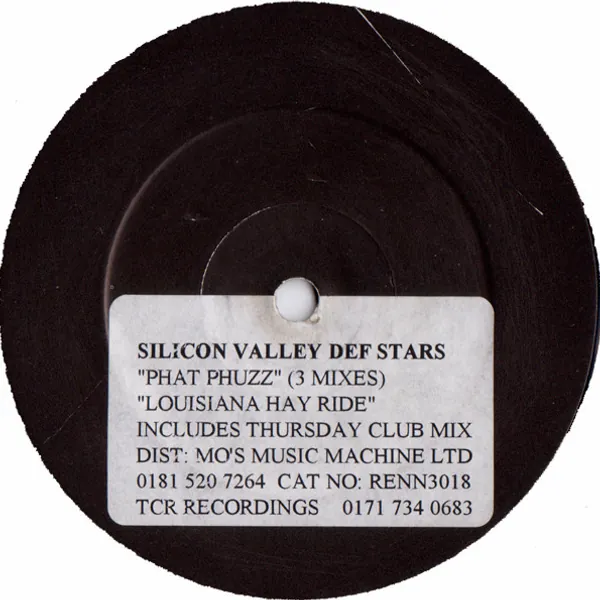 SILICON VALLEY DEF STARS
"PHAT PHUZZ" (3 MIXES)
"LOUISIANA HAY RIDE"
INCLUDES THURSDAY CLUB MIX
DIST: MO'S MUSIC MACHINE LTD
0181 520 7264 CAT NO: RENN3018
TCR RECORDINGS 0171 734 0683